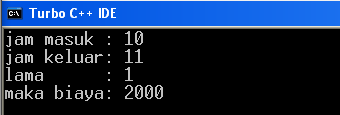 C:\ Turbo C++ IDE
jam masuk : 10
jam keluar: 11
lama      : 1
maka biaya: 2000